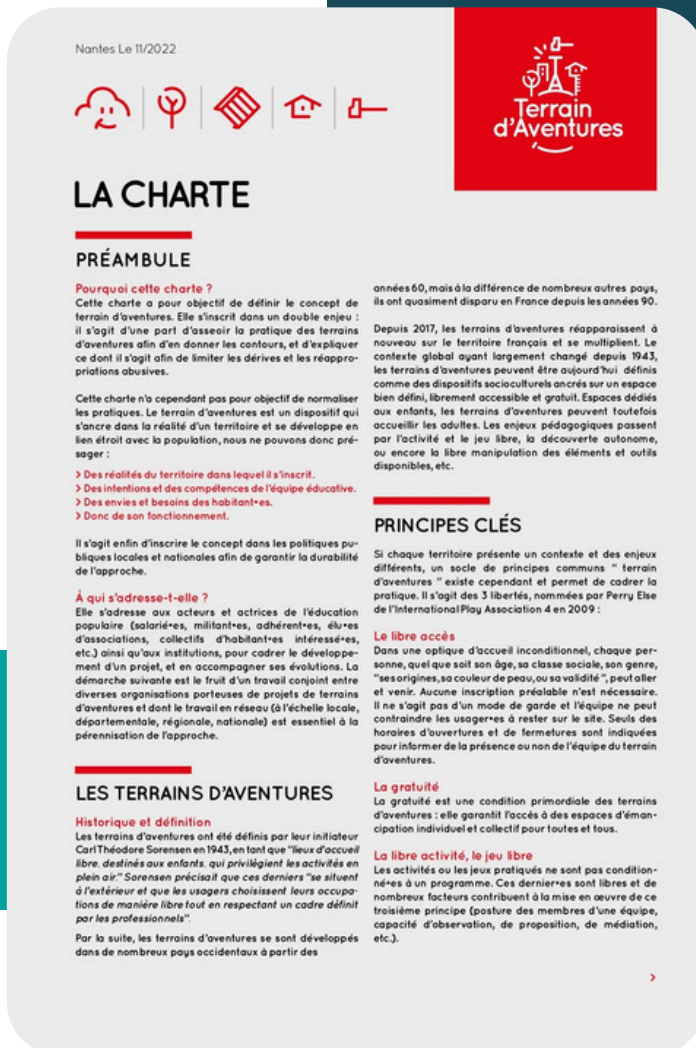 Nantes Le 11/2022
Terrain
d'Aventures
LA CHARTE
PRÉAMBULE
Pourquoi cette charte ?
Cette charte a pour objectif de définir le concept de
terrain d'aventures. Elle s'inscrit dans un double enjeu :
il s'agit d'une part d'asseoir la pratique des terrains
d'aventures afin d'en donner les contours, et d'expliquer
ce dont il s'agit afin de limiter les dérives et les réappro-
priations abusives.
Cette charte n'a cependant pas pour objectif de normaliser
les pratiques. Le terrain d'aventures est un dispositif qui
s'ancre dans la réalité d'un territoire et se développe en
lien étroit avec la population, nous ne pouvons donc pré-
sager :
> Des réalités du territoire dans lequel il s'inscrit.
> Des intentions et des compétences de l'équipe éducative.
> Des envies et besoins des habitant•es.
> Donc de son fonctionnement.
Il s'agit enfin d'inscrire le concept dans les politiques pu-
bliques locales et nationales afin de garantir la durabilité
de l'approche.
À qui s'adresse-t-elle ?
Elle s'adresse aux acteurs et actrices de l'éducation
populaire (salarié•es, militant•es, adhérent•es, élu•es
d'associations, collectifs d'habitant•es intéressé•es,
etc.) ainsi qu'aux institutions, pour cadrer le développe-
ment d'un projet, et en accompagner ses évolutions. La
démarche suivante est le fruit d'un travail conjoint entre
diverses organisations porteuses de projets de terrains
d'aventures et dont le travail en réseau (à l'échelle locale,
départementale, régionale, nationale) est essentiel à la
pérennisation de l'approche.
LES TERRAINS D'AVENTURES
Historique et définition
Les terrains d'aventures ont été définis par leur initiateur
Carl Théodore Sorensen en 1943, en tant que "lieux d'accueil
libre, destinés aux enfants, qui privilégient les activités en
plein air." Sorensen précisait que ces derniers "se situent
à l'extérieur et que les usagers choisissent leurs occupa-
tions de manière libre tout en respectant un cadre définit
par les professionnels".
Par la suite, les terrains d'aventures se sont développés
dans de nombreux pays occidentaux à partir des
années 60, mais à la différence de nombreux autres pays,
ils ont quasiment disparu en France depuis les années 90.
Depuis 2017, les terrains d'aventures réapparaissent à
nouveau sur le territoire français et se multiplient. Le
contexte global ayant largement changé depuis 1943,
les terrains d'aventures peuvent être aujourd'hui définis
comme des dispositifs socioculturels ancrés sur un espace
bien défini, librement accessible et gratuit. Espaces dédiés
aux enfants, les terrains d'aventures peuvent toutefois
accueillir les adultes. Les enjeux pédagogiques passent
par l'activité et le jeu libre, la découverte autonome,
ou encore la libre manipulation des éléments et outils
disponibles, etc.
PRINCIPES CLÉS
Si chaque territoire présente un contexte et des enjeux
différents, un socle de principes communs " terrain
d'aventures " existe cependant et permet de cadrer la
pratique. Il s'agit des 3 libertés, nommées par Perry Else
de l'International Play Association 4 en 2009 :
Le libre accès
Dans une optique d'accueil inconditionnel, chaque per-
sonne, quel que soit son âge, sa classe sociale, son genre,
"ses origines, sa couleur de peau, ou sa validité ", peut aller
et venir. Aucune inscription préalable n'est nécessaire.
Il ne s'agit pas d'un mode de garde et l'équipe ne peut
contraindre les usager•es à rester sur le site. Seuls des
horaires d'ouvertures et de fermetures sont indiquées
pour informer de la présence ou non de l'équipe du terrain
d'aventures.
La gratuité
La gratuité est une condition primordiale des terrains
d'aventures : elle garantit l'accès à des espaces d'éman-
cipation individuel et collectif pour toutes et tous.
La libre activité, le jeu libre
Les activités ou les jeux pratiqués ne sont pas condition-
né•es à un programme. Ces dernier•es sont libres et de
nombreux facteurs contribuent à la mise en œuvre de ce
troisième principe (posture des membres d'une équipe,
capacité d'observation, de proposition, de médiation,
etc.).
>